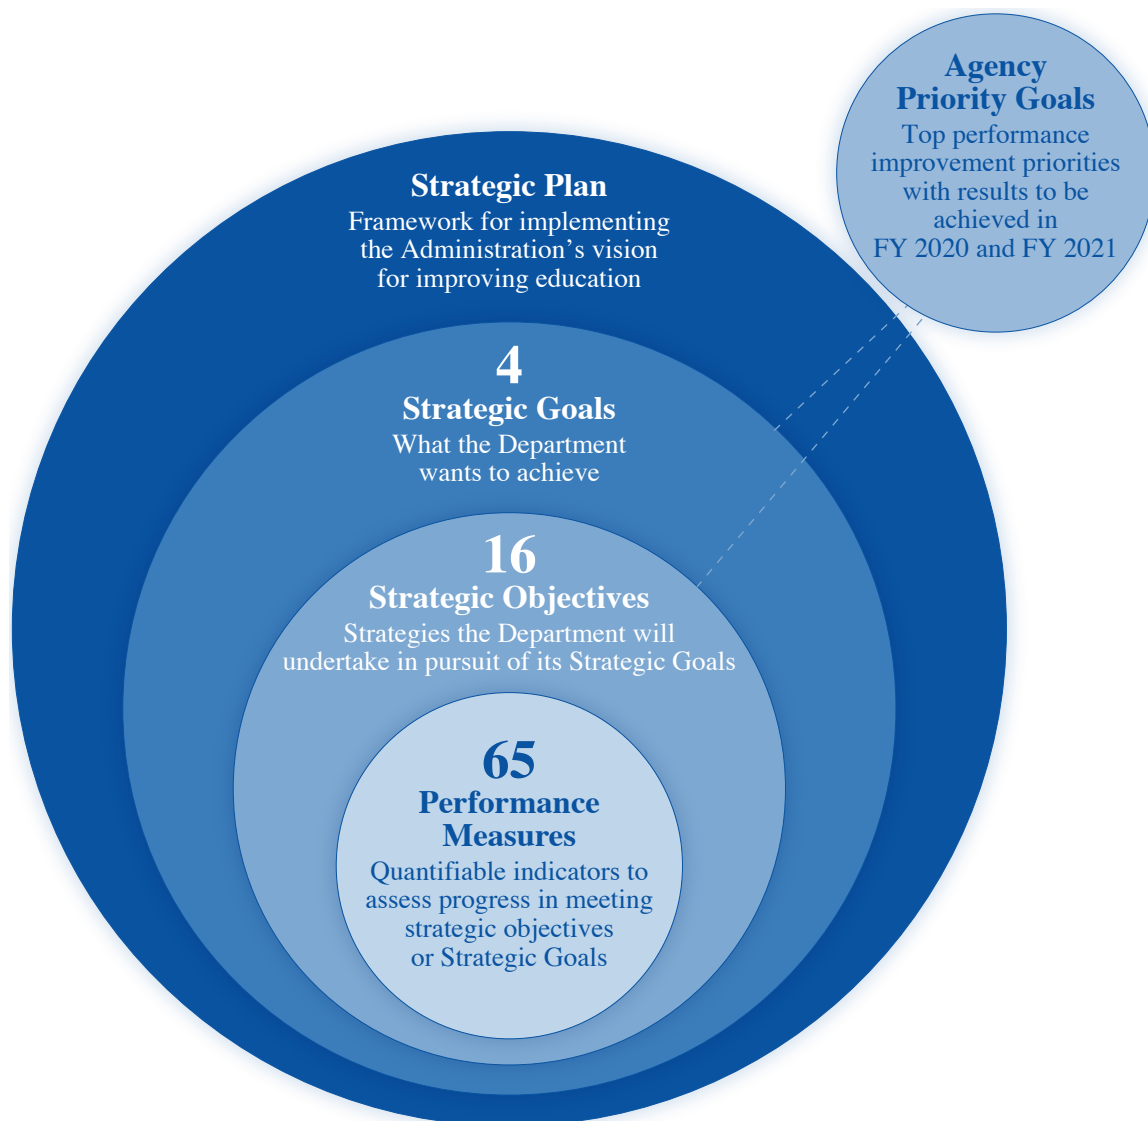 Agency
Priority Goals
Top performance
improvement priorities
with results to be
achieved in
FY 2020 and FY 2021
Strategic Plan
Framework for implementing
the Administration’s vision
for improving education
4
Strategic Goals
What the Department
wants to achieve
16
Strategic Objectives
Strategies the Department will
undertake in pursuit of its Strategic Goals
65
Performance
Measures
Quantifiable indicators to
assess progress in meeting
strategic objectives
or Strategic Goals